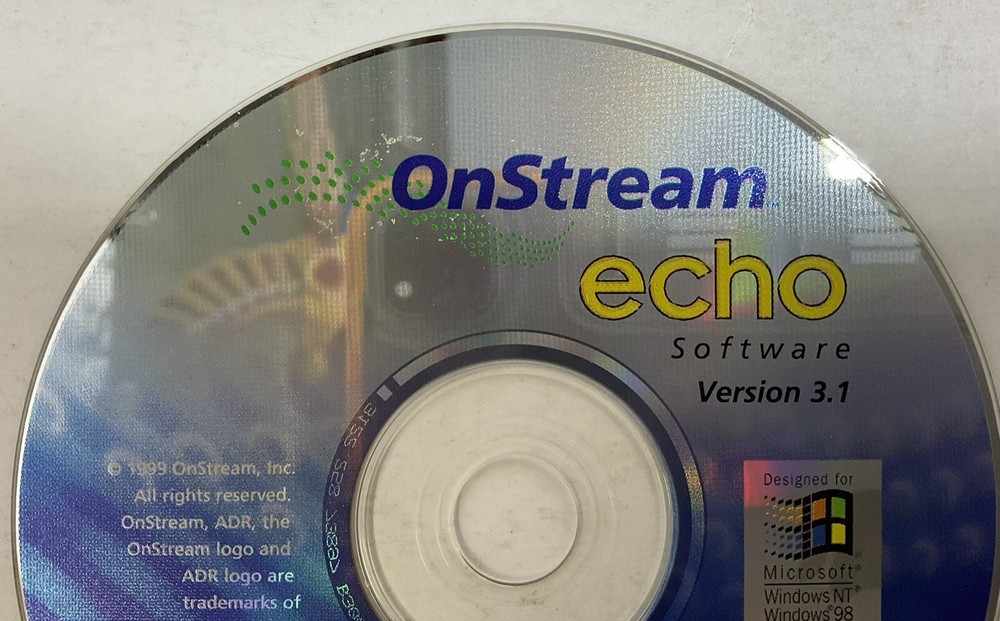 OnStream
echo
Software
Version 3.1
© 1999 OnStream, Inc.
All rights reserved.
OnStream, ADR, the
OnStream logo and
ADR logo are
trademarks of
Designed for
Microsoft®
Windows NT®
Windows®98